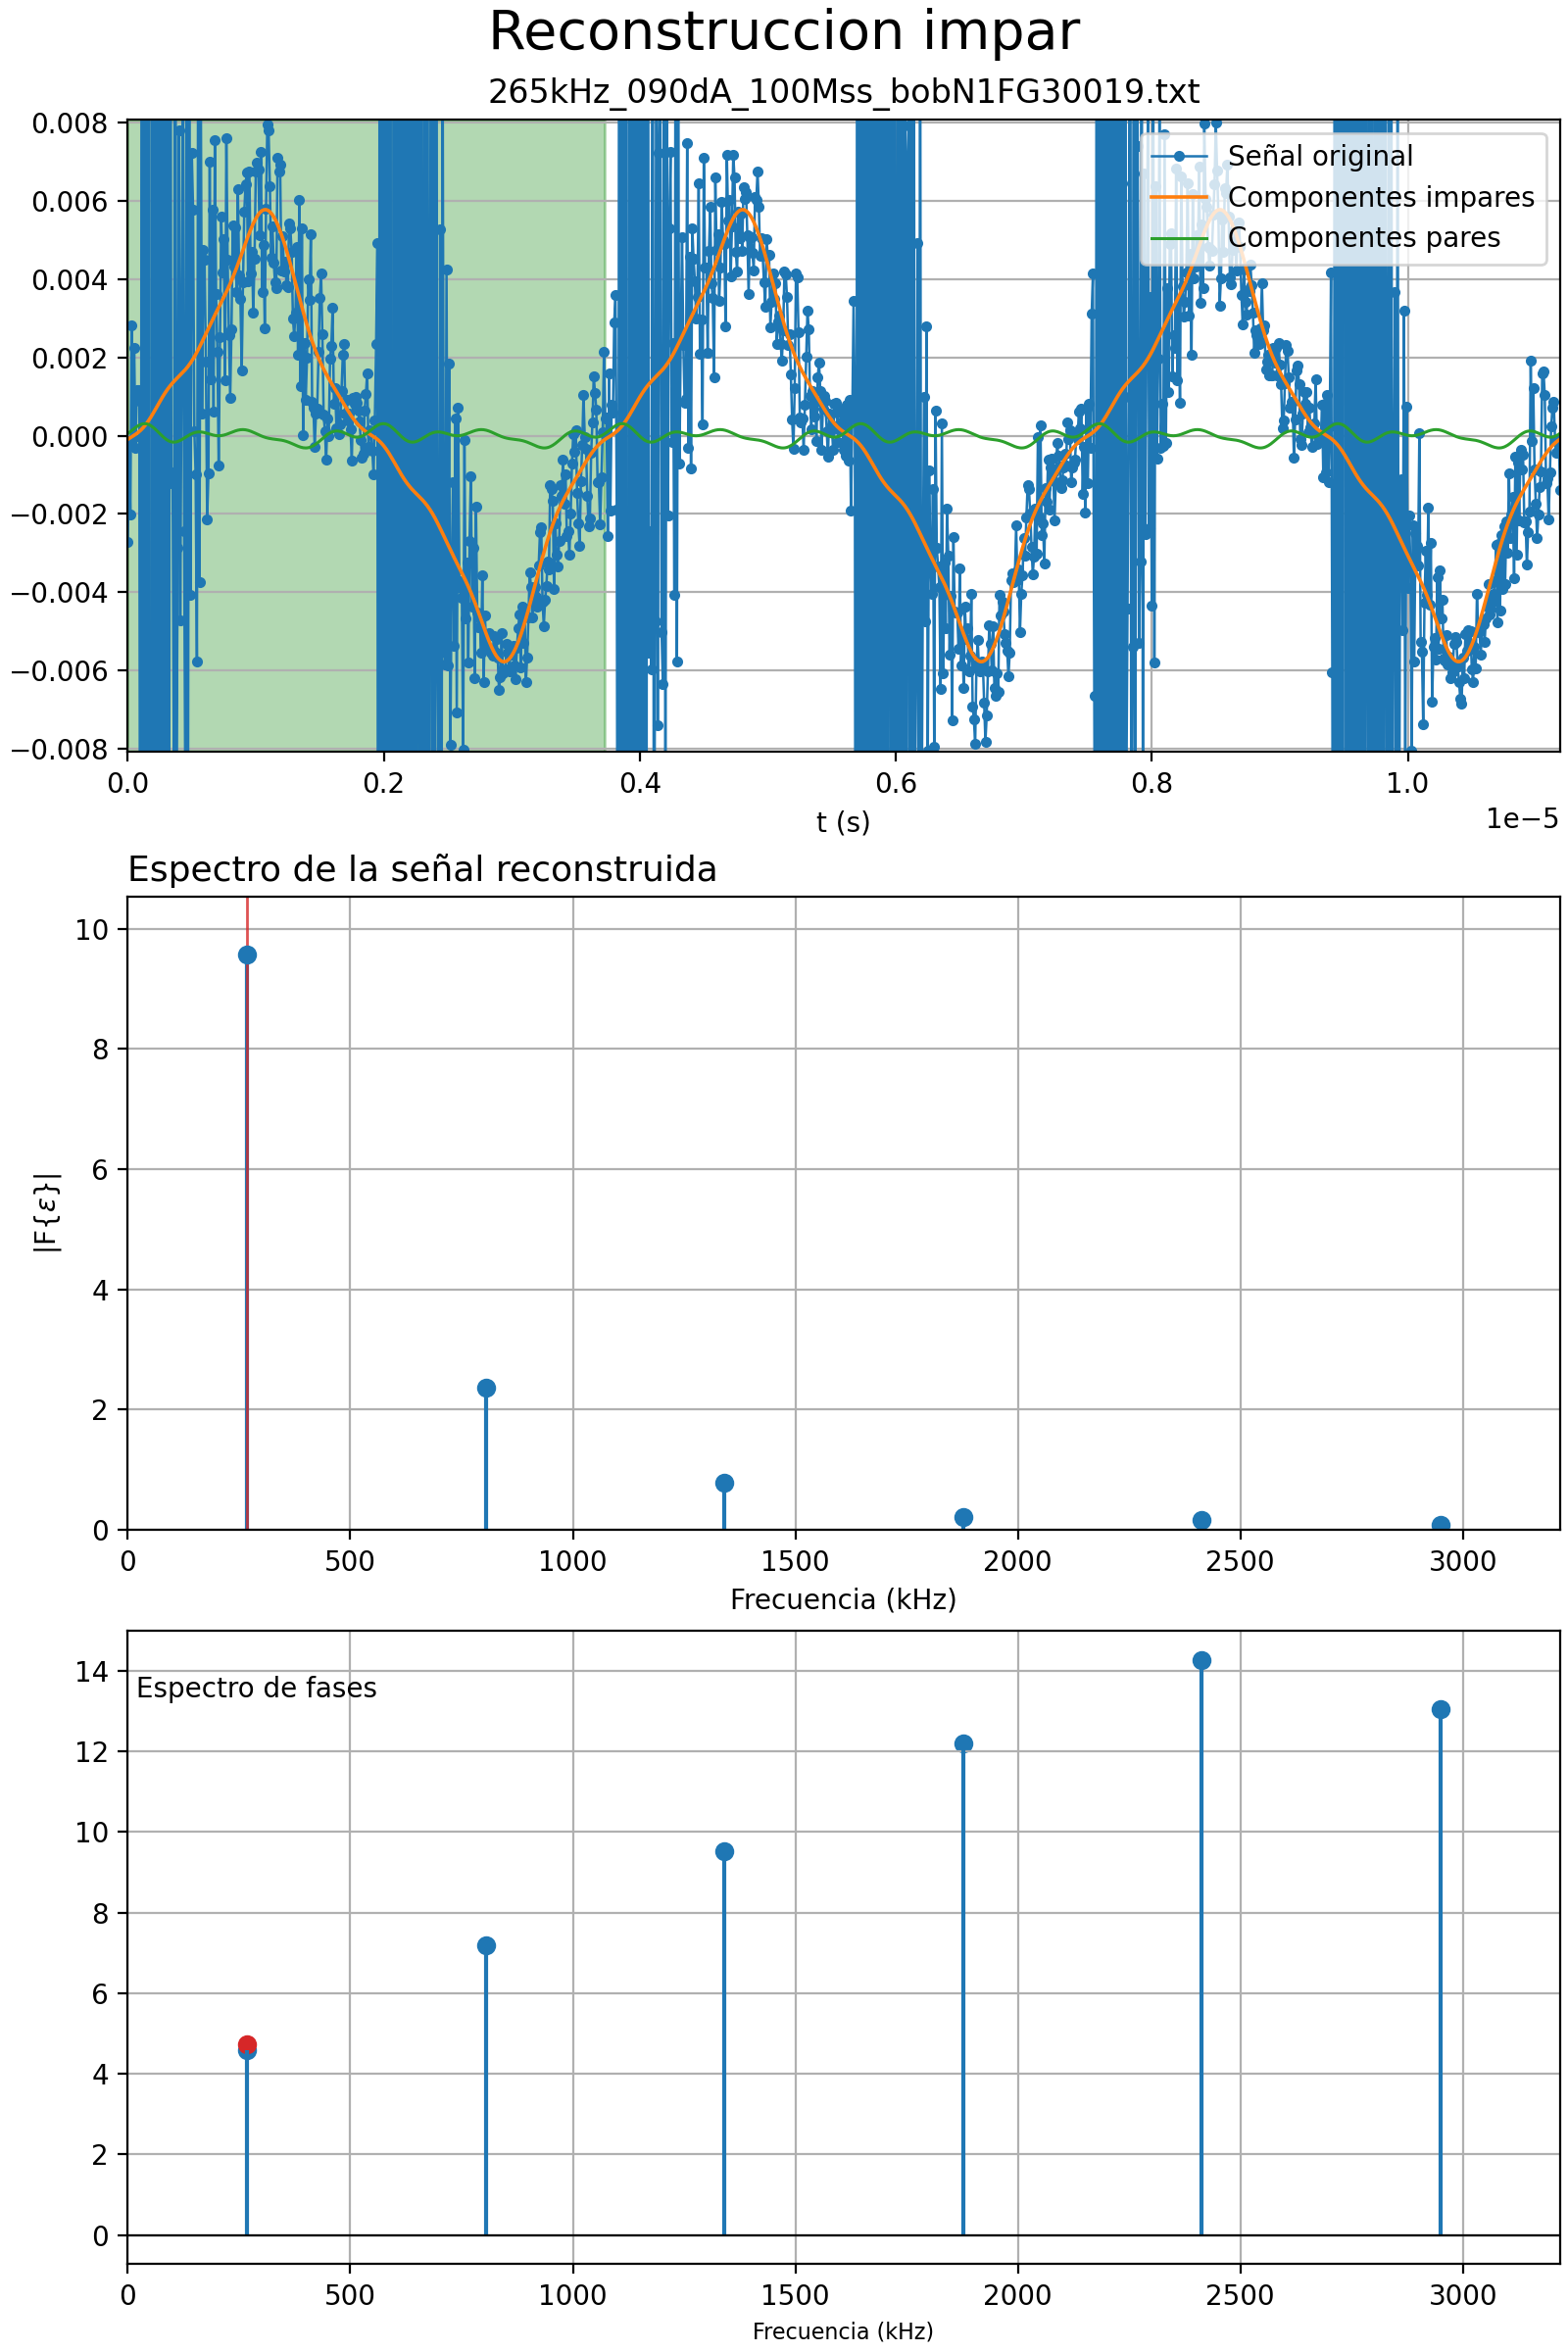 Reconstruccion impar
265kHz_090dA_100Mss_bobN1FG30019.txt
0.008
0.006
0.004
0.002
0.000
−0.002
−0.004
−0.006
−0.008
Señal original
Componentes impares
Componentes pares
0.0 0.2 0.4 0.6 0.8 1.0
1e−5
t (s)
Espectro de la señal reconstruida
10
8
6
4
2
0
|F{ε}|
0 500 1000 1500 2000 2500 3000
Frecuencia (kHz)
Espectro de fases
14
12
10
8
6
4
2
0
0 500 1000 1500 2000 2500 3000
Frecuencia (kHz)